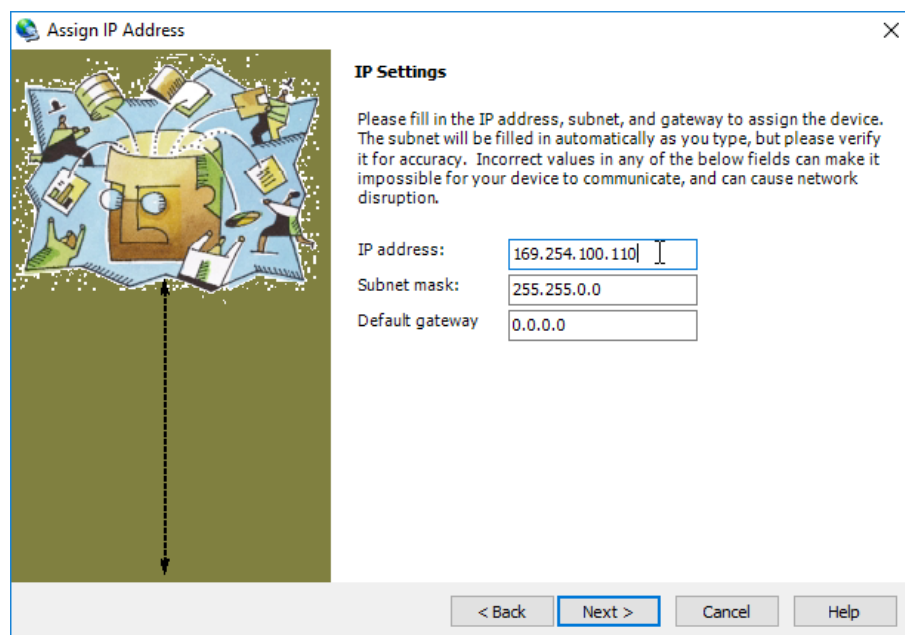 Assign IP Address
IP Settings
Please fill in the IP address, subnet, and gateway to assign the device.
The subnet will be filled in automatically as you type, but please verify
it for accuracy.  Incorrect values in any of the below fields can make it
impossible for your device to communicate, and can cause network
disruption.
IP address: 169.254.100.110
Subnet mask: 255.255.0.0
Default gateway 0.0.0.0
< Back Next > Cancel Help